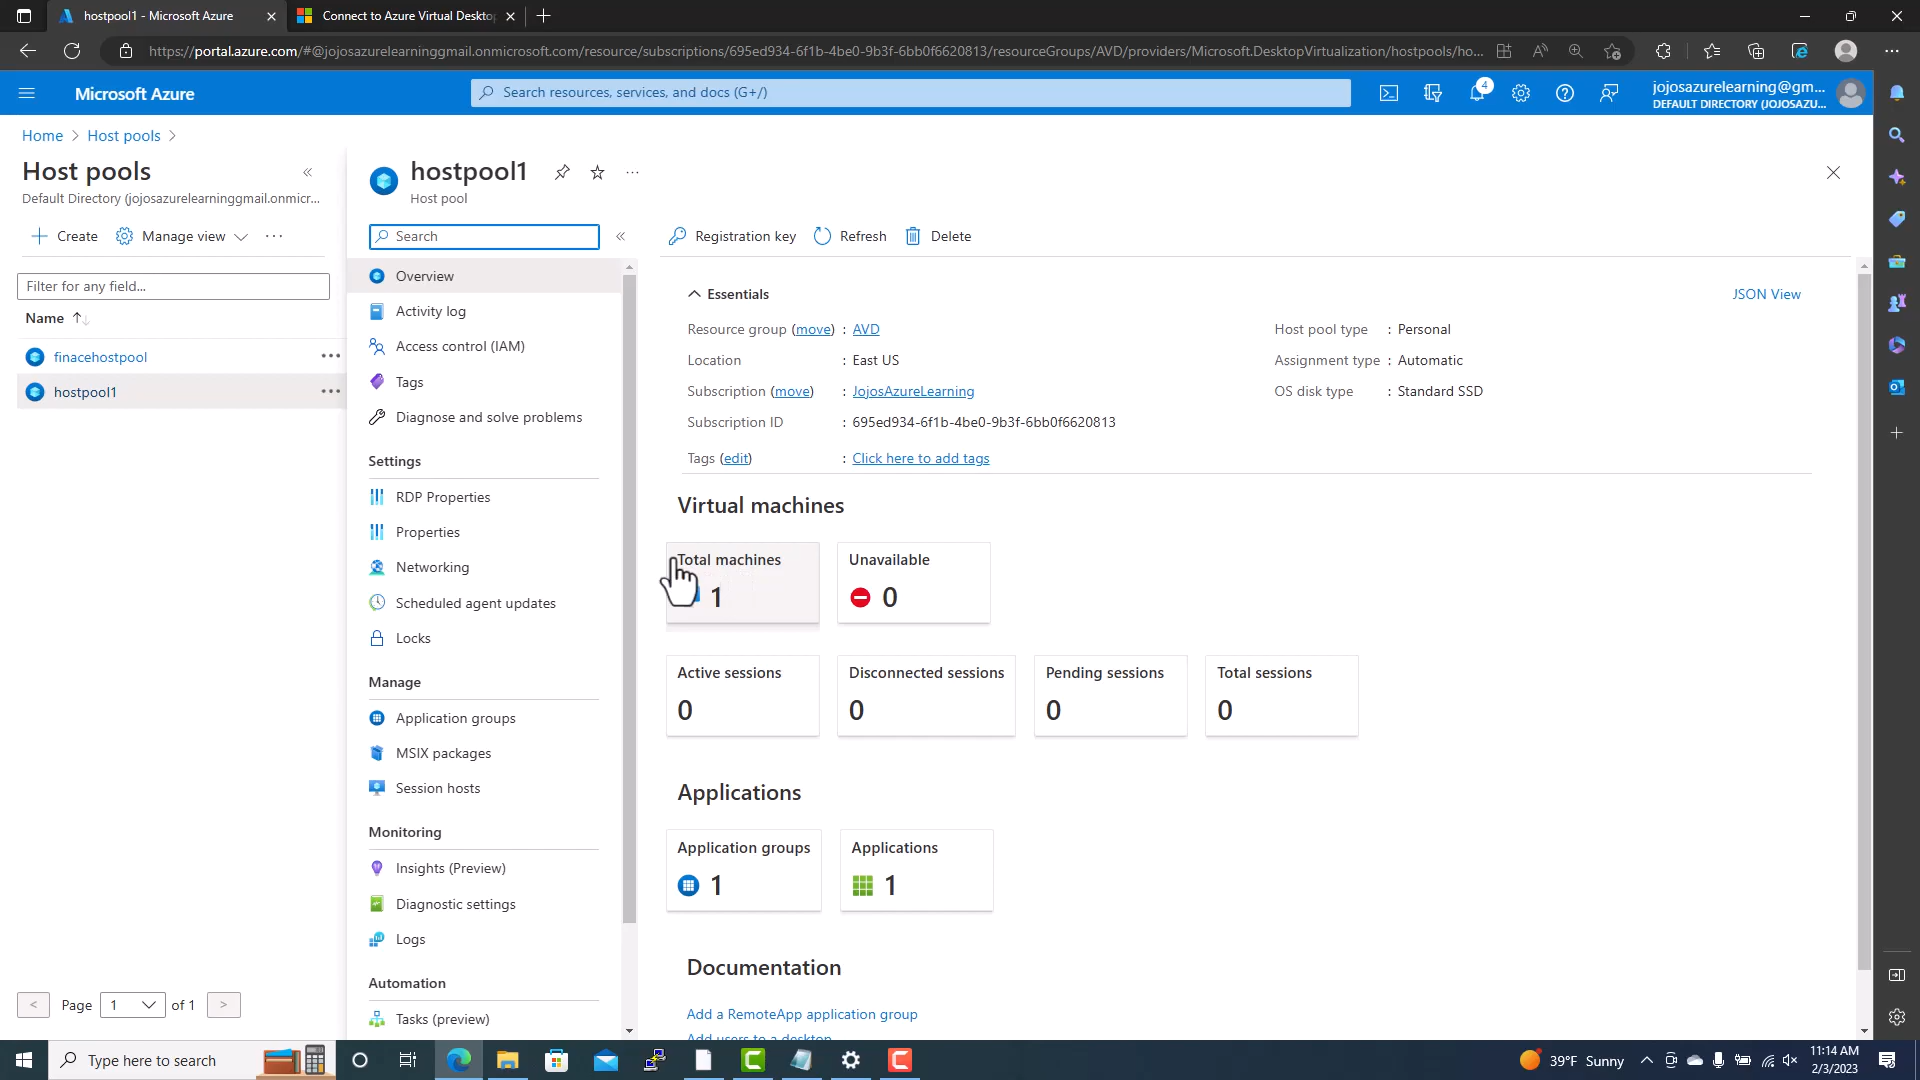 hostpool1 - Microsoft Azure
Connect to Azure Virtual Deskto
https://portal.azure.com/#@jojosazurelearninggmail.onmicrosoft.com/resource/subscriptions/695ed934-6f1b-4be0-9b3f-6bb0f6620813/resourceGroups/AVD/providers/Microsoft.DesktopVirtualization/hostpools/ho...
Microsoft Azure
Search resources, services, and docs (G+/)
4
jojosazurelearning@gm...
DEFAULT DIRECTORY (JOJOSAZU...
Home > Host pools >
Host pools
Default Directory (jojosazurelearninggmail.onmicr...
Create
Manage view
Filter for any field...
Name
finacehostpool
hostpool1
< Page 1 of 1 >
hostpool1
Host pool
Search
Overview
Activity log
Access control (IAM)
Tags
Diagnose and solve problems
Settings
RDP Properties
Properties
Networking
Scheduled agent updates
Locks
Manage
Application groups
MSIX packages
Session hosts
Monitoring
Insights (Preview)
Diagnostic settings
Logs
Automation
Tasks (preview)
Registration key
Refresh
Delete
Essentials
JSON View
Resource group (move) : AVD
Location : East US
Subscription (move) : JojosAzureLearning
Subscription ID : 695ed934-6f1b-4be0-9b3f-6bb0f6620813
Tags (edit) : Click here to add tags
Host pool type : Personal
Assignment type : Automatic
OS disk type : Standard SSD
Virtual machines
Total machines
1
Unavailable
0
Active sessions
0
Disconnected sessions
0
Pending sessions
0
Total sessions
0
Applications
Application groups
1
Applications
1
Documentation
Add a RemoteApp application group
Add users to a desktop
Type here to search
39°F Sunny
11:14 AM
2/3/2023